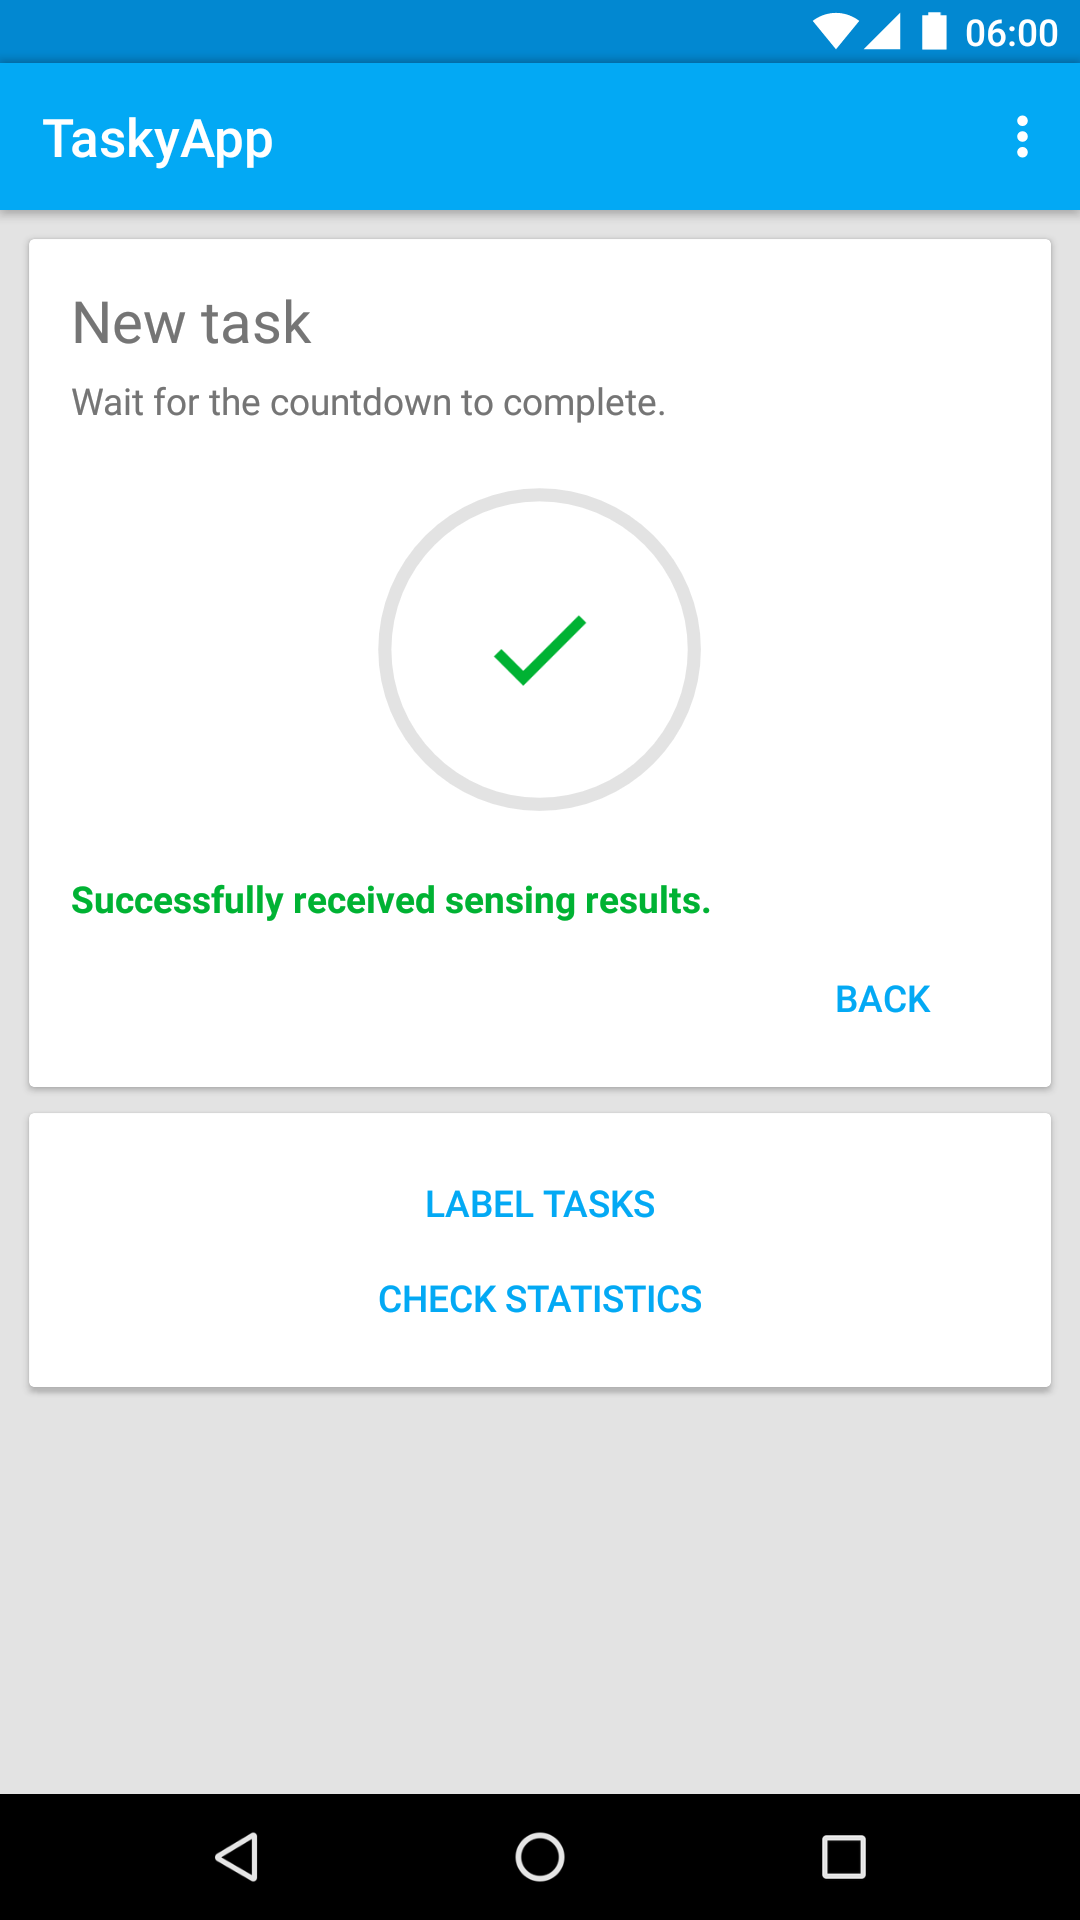 06:00
TaskyApp
New task
Wait for the countdown to complete.
Successfully received sensing results.
BACK
LABEL TASKS
CHECK STATISTICS